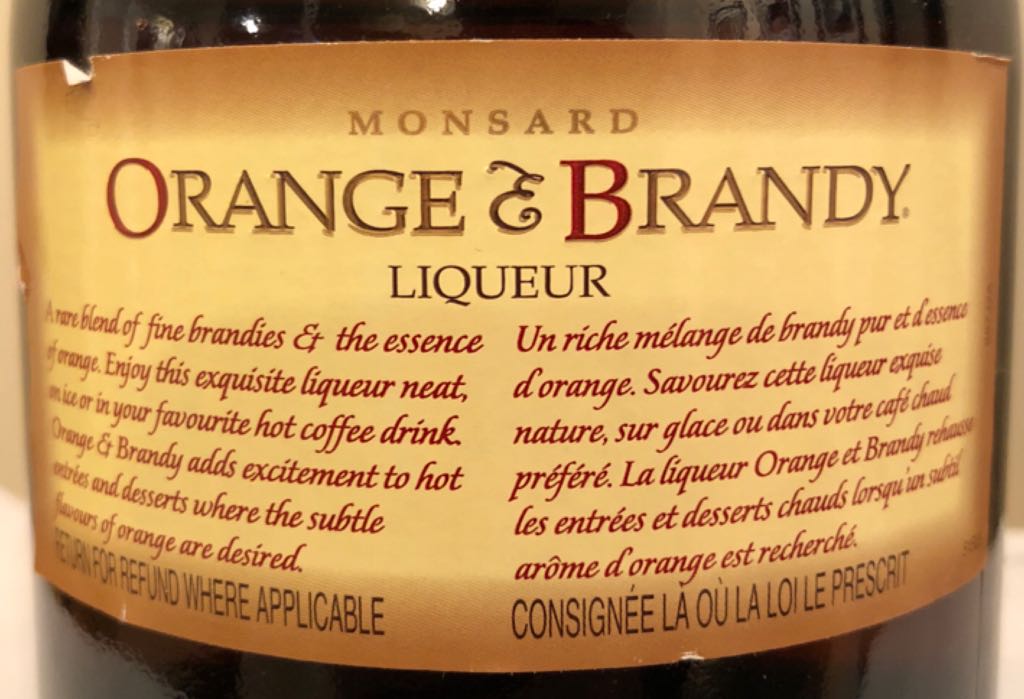 MONSARD
ORANGE & BRANDY
LIQUEUR
A rare blend of fine brandies & the essence
of orange. Enjoy this exquisite liqueur neat,
on ice or in your favourite hot coffee drink.
Orange & Brandy adds excitement to hot
entrées and desserts where the subtle
flavours of orange are desired.
RETURN FOR REFUND WHERE APPLICABLE
Un riche mélange de brandy pur et d'essence
d'orange. Savourez cette liqueur exquise
nature, sur glace ou dans votre café chaud
préféré. La liqueur Orange et Brandy rehausse
les entrées et desserts chauds lorsqu'un subtil
arôme d'orange est recherché.
CONSIGNÉE LÀ OÙ LA LOI LE PRESCRIT